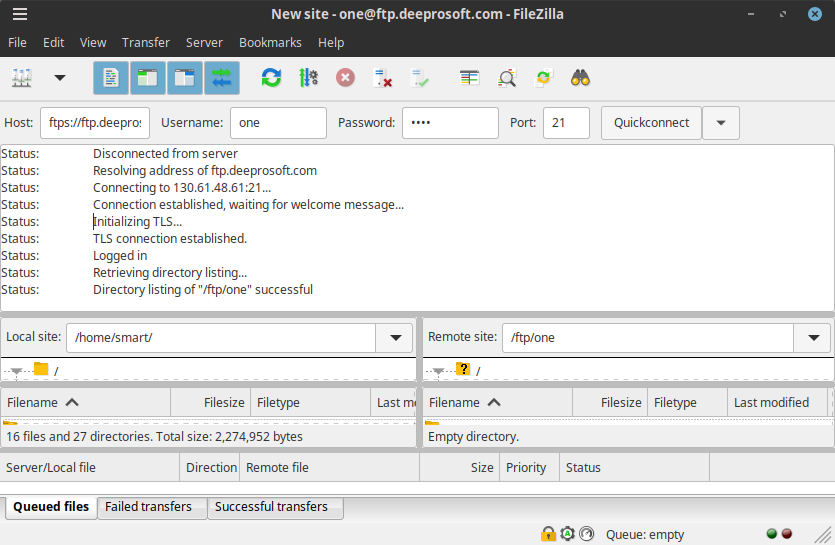 New site - one@ftp.deeprosoft.com - FileZilla
File Edit View Transfer Server Bookmarks Help
Host: ftps://ftp.depros Username: one Password: •••• Port: 21 Quickconnect
Status: Disconnected from server
Status: Resolving address of ftp.deeprosoft.com
Status: Connecting to 130.61.48.61:21...
Status: Connection established, waiting for welcome message...
Status: Initializing TLS...
Status: TLS connection established.
Status: Logged in
Status: Retrieving directory listing...
Status: Directory listing of "/ftp/one" successful
Local site: /home/smart/ Remote site: /ftp/one
/ /
Filename Filesize Filetype Last m Filename Filesize Filetype Last modified
16 files and 27 directories. Total size: 2,274,952 bytes Empty directory.
Server/Local file Direction Remote file Size Priority Status
Queued files Failed transfers Successful transfers
Queue: empty